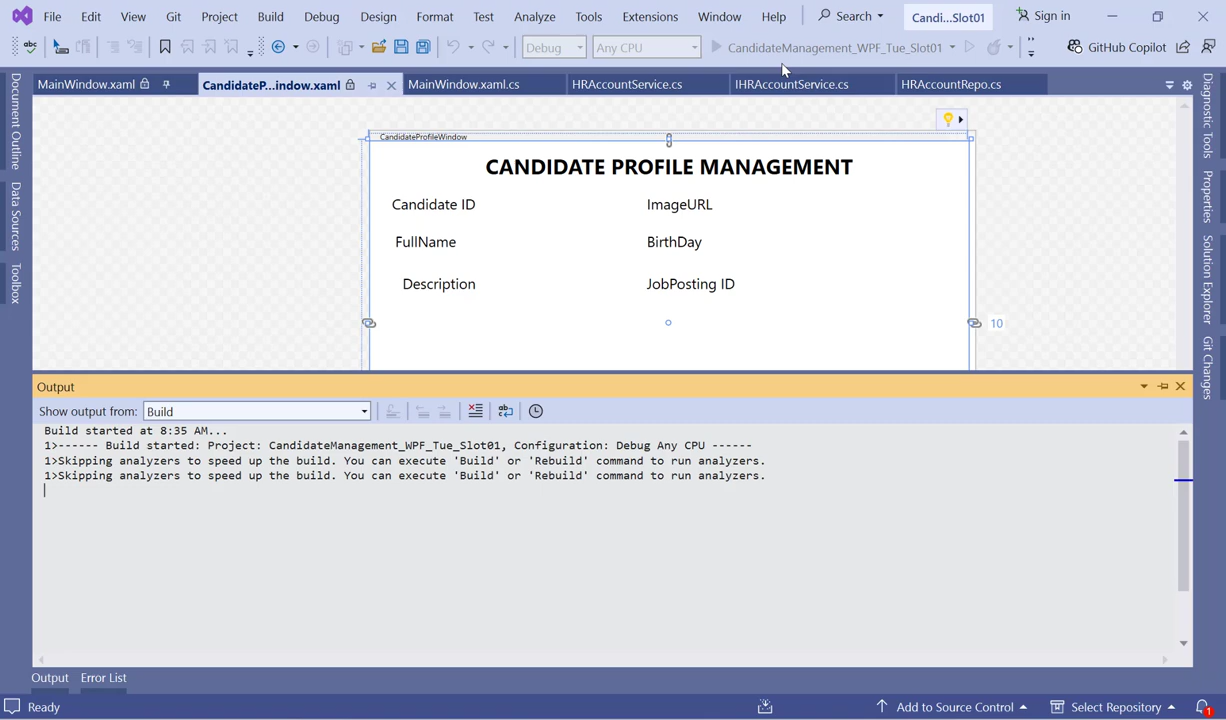 File Edit View Git Project Build Debug Design Format Test Analyze Tools Extensions Window Help Search Candi...Slot01 Sign in
Debug Any CPU CandidateManagement_WPF_Tue_Slot01 GitHub Copilot
MainWindow.xaml CandidateP...indow.xaml MainWindow.xaml.cs HRAccountService.cs IHRAccountService.cs HRAccountRepo.cs
Document Outline
Data Sources
Toolbox
CandidateProfileWindow
CANDIDATE PROFILE MANAGEMENT
Candidate ID ImageURL
FullName BirthDay
Description JobPosting ID
10
Diagnostic Tools
Properties
Solution Explorer
Git Changes
Output
Show output from: Build
Build started at 8:35 AM...
1>------ Build started: Project: CandidateManagement_WPF_Tue_Slot01, Configuration: Debug Any CPU ------
1>Skipping analyzers to speed up the build. You can execute 'Build' or 'Rebuild' command to run analyzers.
1>Skipping analyzers to speed up the build. You can execute 'Build' or 'Rebuild' command to run analyzers.
Output Error List
Ready Add to Source Control Select Repository 1